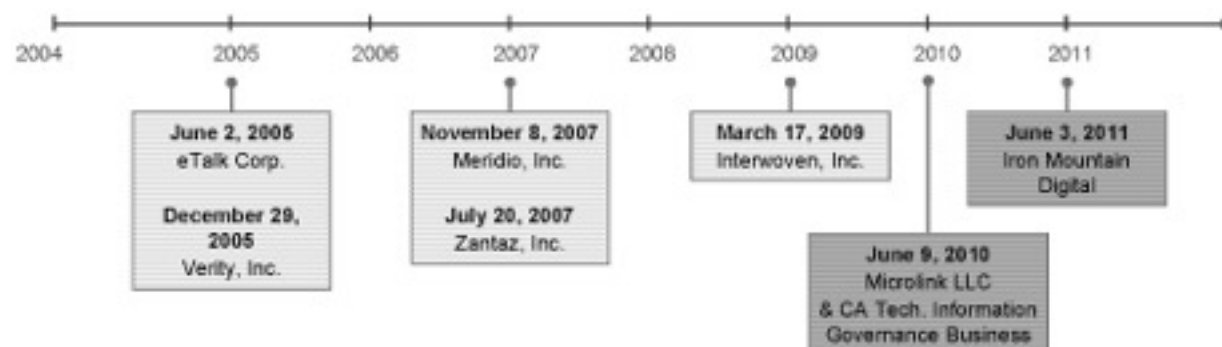 2004 2005 2006 2007 2008 2009 2010 2011
June 2, 2005
eTalk Corp.
December 29,
2005
Verity, Inc.
November 8, 2007
Meridio, Inc.
July 20, 2007
Zantaz, Inc.
March 17, 2009
Interwoven, Inc.
June 9, 2010
Microlink LLC
& CA Tech. Information
Governance Business
June 3, 2011
Iron Mountain
Digital